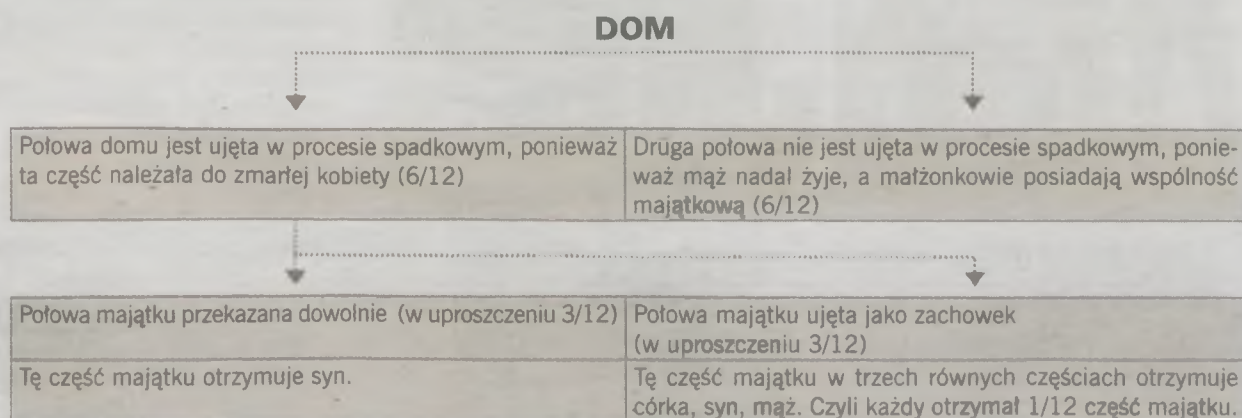 DOM
Połowa domu jest ujęta w procesie spadkowym, ponieważ
ta część należała do zmarłej kobiety (6/12)
Druga połowa nie jest ujęta w procesie spadkowym, ponie-
waż mąż nadal żyje, a małżonkowie posiadają wspólność
majątkową (6/12)
Połowa majątku przekazana dowolnie (w uproszczeniu 3/12)
Połowa majątku ujęta jako zachowek
(w uproszczeniu 3/12)
Tę część majątku otrzymuje syn.
Tę część majątku w trzech równych częściach otrzymuje
córka, syn, mąż. Czyli każdy otrzymał 1/12 część majątku.